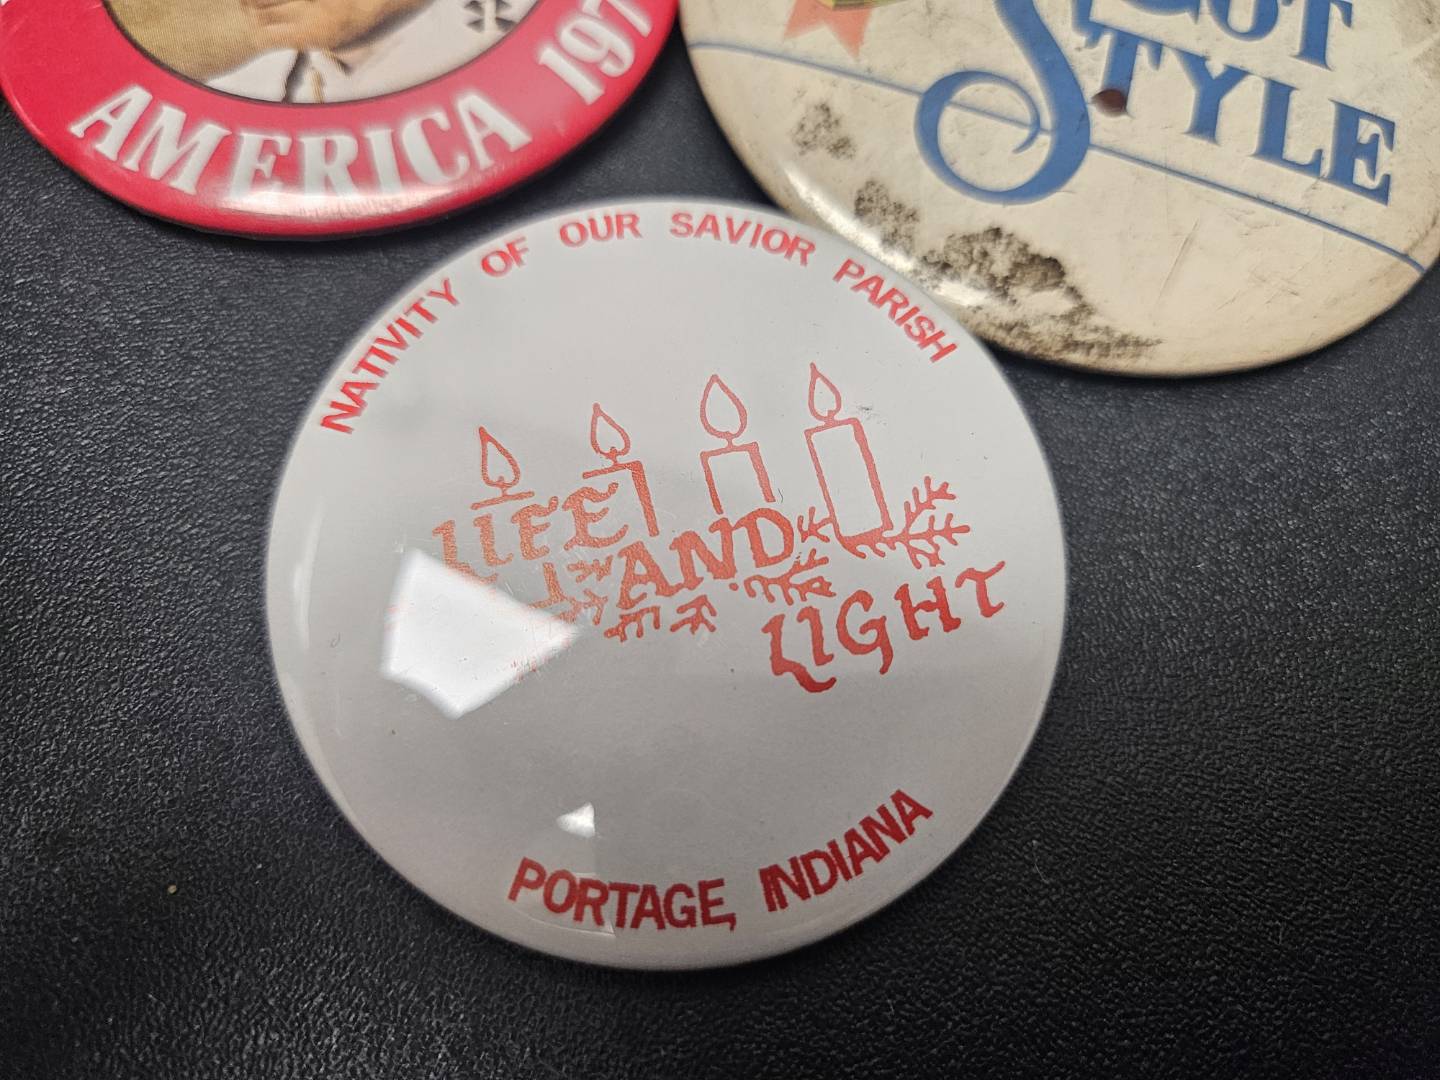 AMERICA 197
STYLE
NATIVITY OF OUR SAVIOR PARISH
LIFE
AND
LIGHT
PORTAGE, INDIANA